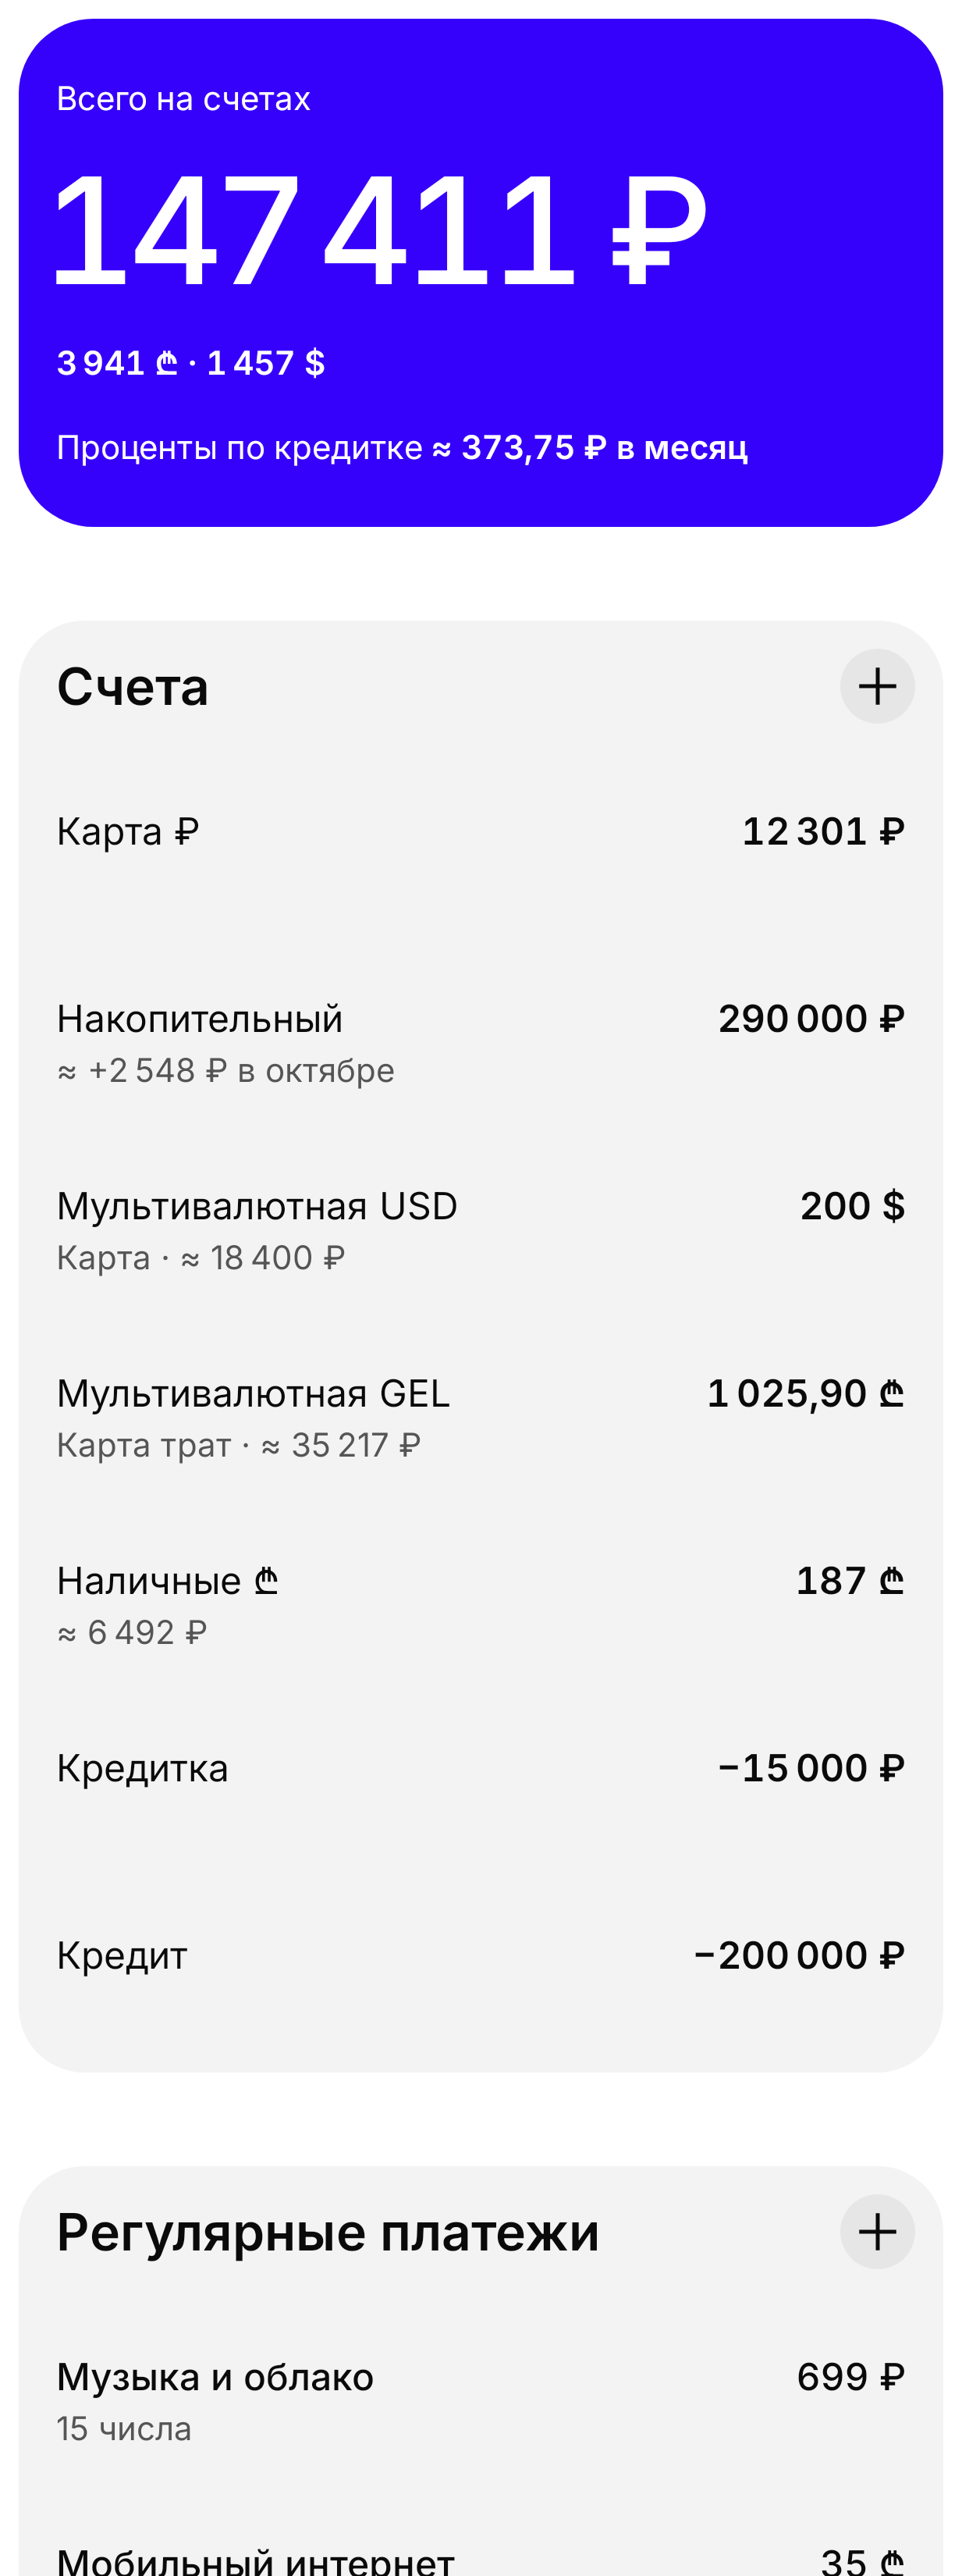 Всего на счетах
147 411 ₽
3 941 ₾ · 1 457 $
Проценты по кредитке ≈ 373,75 ₽ в месяц
Счета
Карта ₽ 12 301 ₽
Накопительный 290 000 ₽
≈ +2 548 ₽ в октябре
Мультивалютная USD 200 $
Карта · ≈ 18 400 ₽
Мультивалютная GEL 1 025,90 ₾
Карта трат · ≈ 35 217 ₽
Наличные ₾ 187 ₾
≈ 6 492 ₽
Кредитка −15 000 ₽
Кредит −200 000 ₽
Регулярные платежи
Музыка и облако 699 ₽
15 числа
Мобильный интернет 35 ₾